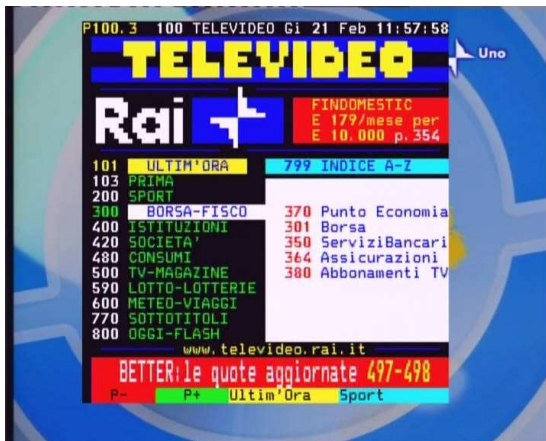 P100.3 100 TELEVIDEO Gi 21 Feb 11:57:58
TELEVIDEO
Uno
Rai
FINDOMESTIC
E 179/mese per
E 10.000 p.354
101 ULTIM'ORA
799 INDICE A-Z
103 PRIMA
200 SPORT
300 BORSA-FISCO
370 Punto Economia
400 ISTITUZIONI
301 Borsa
420 SOCIETA'
350 ServiziBancari
480 CONSUMI
364 Assicurazioni
500 TV-MAGAZINE
380 Abbonamenti TV
590 LOTTO-LOTTERIE
600 METEO-VIAGGI
770 SOTTOTITOLI
800 OGGI-FLASH
www.televideo.rai.it
BETTER:le quote aggiornate 497-498
P- P+ Ultim'Ora Sport